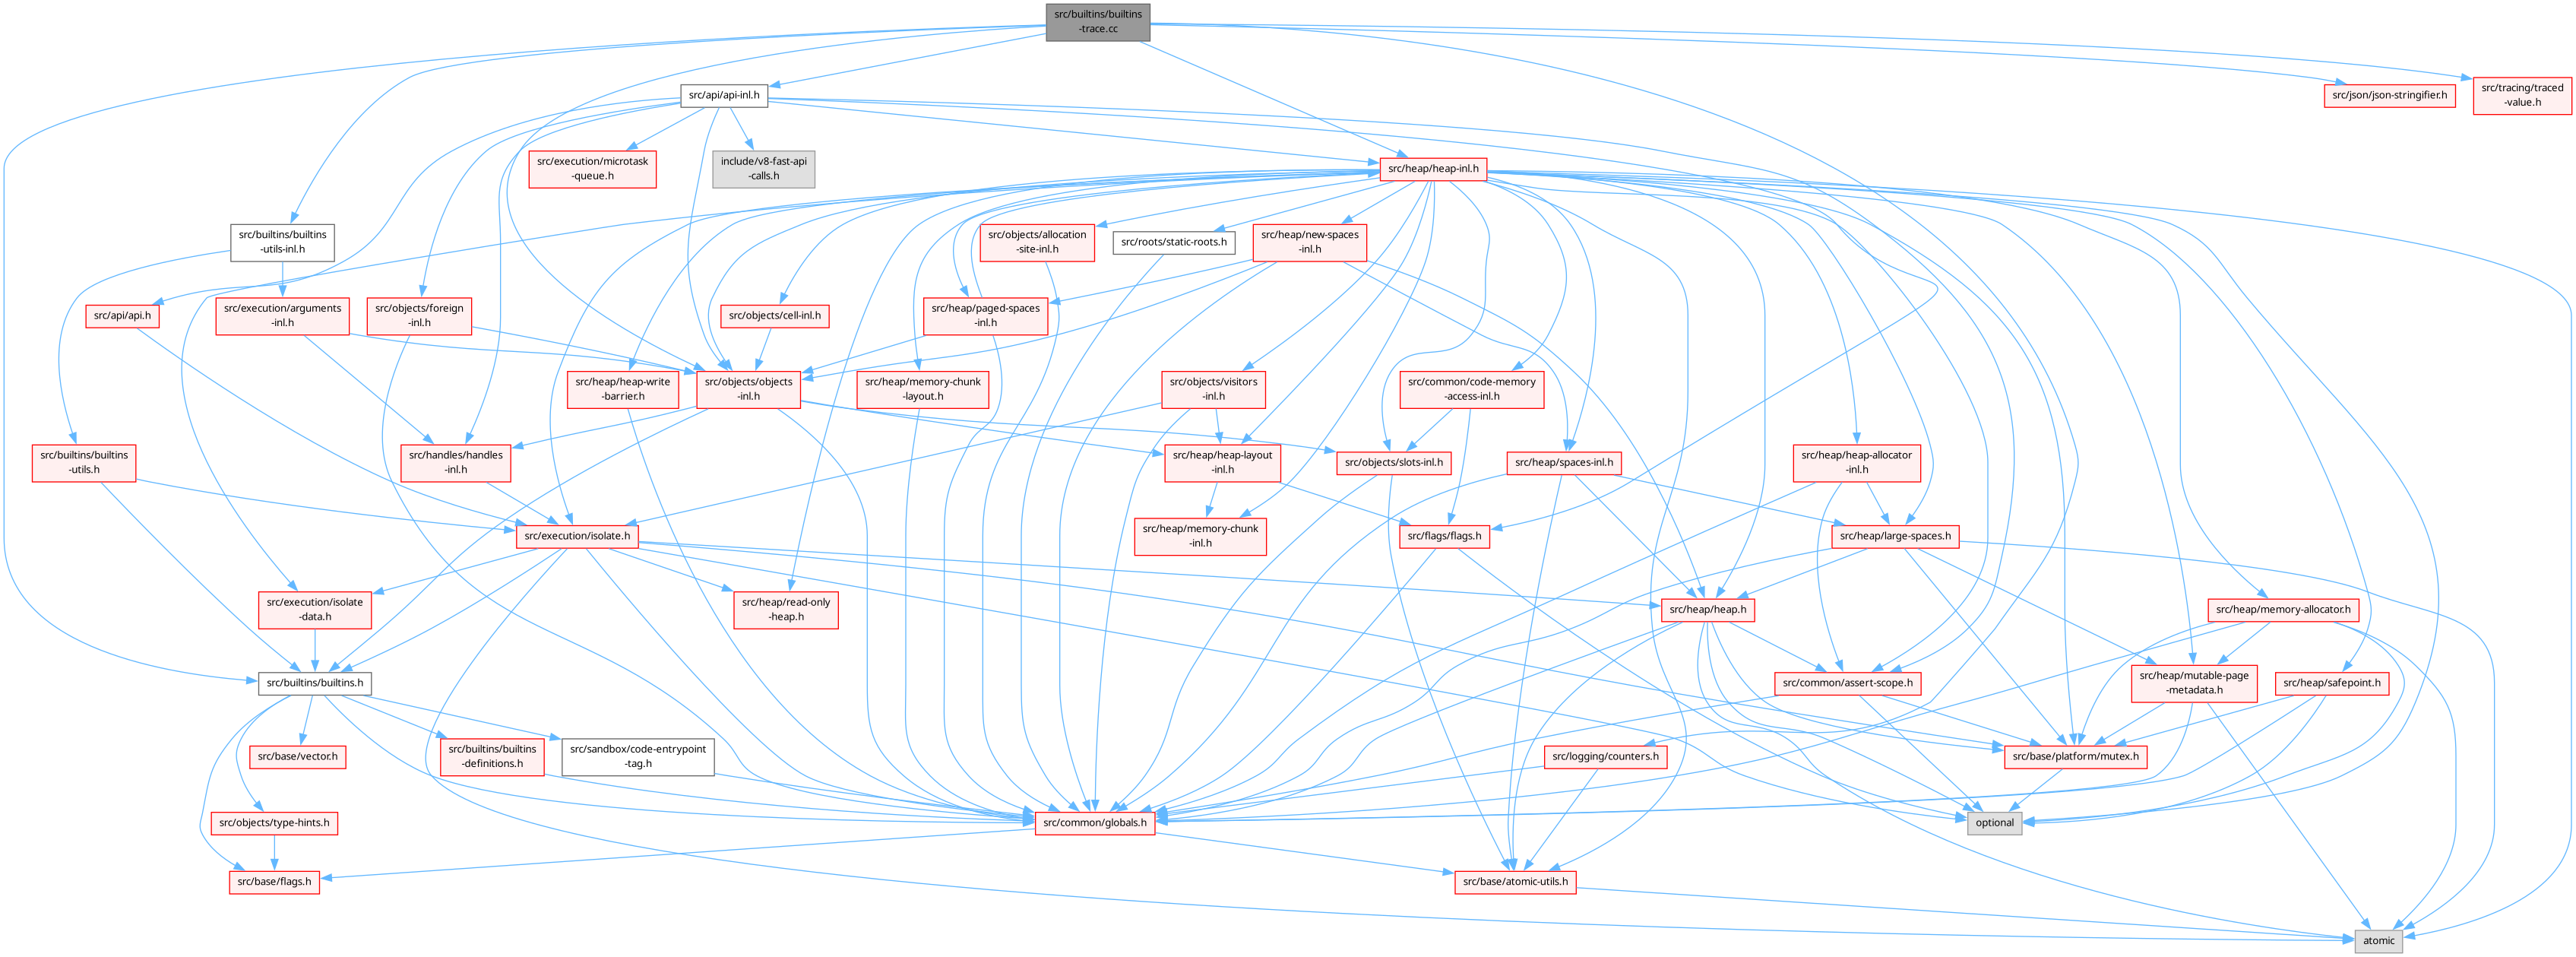 src/builtins/builtins
-trace.cc
src/api/api-inl.h
src/json/json-stringifier.h
src/tracing/traced
-value.h
src/execution/microtask
-queue.h
include/v8-fast-api
-calls.h
src/heap/heap-inl.h
src/builtins/builtins
-utils-inl.h
src/objects/allocation
-site-inl.h
src/roots/static-roots.h
src/heap/new-spaces
-inl.h
src/api/api.h
src/execution/arguments
-inl.h
src/objects/foreign
-inl.h
src/objects/cell-inl.h
src/heap/paged-spaces
-inl.h
src/heap/heap-write
-barrier.h
src/objects/objects
-inl.h
src/heap/memory-chunk
-layout.h
src/objects/visitors
-inl.h
src/common/code-memory
-access-inl.h
src/builtins/builtins
-utils.h
src/handles/handles
-inl.h
src/heap/heap-layout
-inl.h
src/objects/slots-inl.h
src/heap/spaces-inl.h
src/heap/heap-allocator
-inl.h
src/execution/isolate.h
src/heap/memory-chunk
-inl.h
src/flags/flags.h
src/heap/large-spaces.h
src/execution/isolate
-data.h
src/heap/read-only
-heap.h
src/heap/heap.h
src/heap/memory-allocator.h
src/builtins/builtins.h
src/common/assert-scope.h
src/heap/mutable-page
-metadata.h
src/heap/safepoint.h
src/base/vector.h
src/builtins/builtins
-definitions.h
src/sandbox/code-entrypoint
-tag.h
src/logging/counters.h
src/base/platform/mutex.h
src/objects/type-hints.h
src/common/globals.h
optional
src/base/flags.h
src/base/atomic-utils.h
atomic